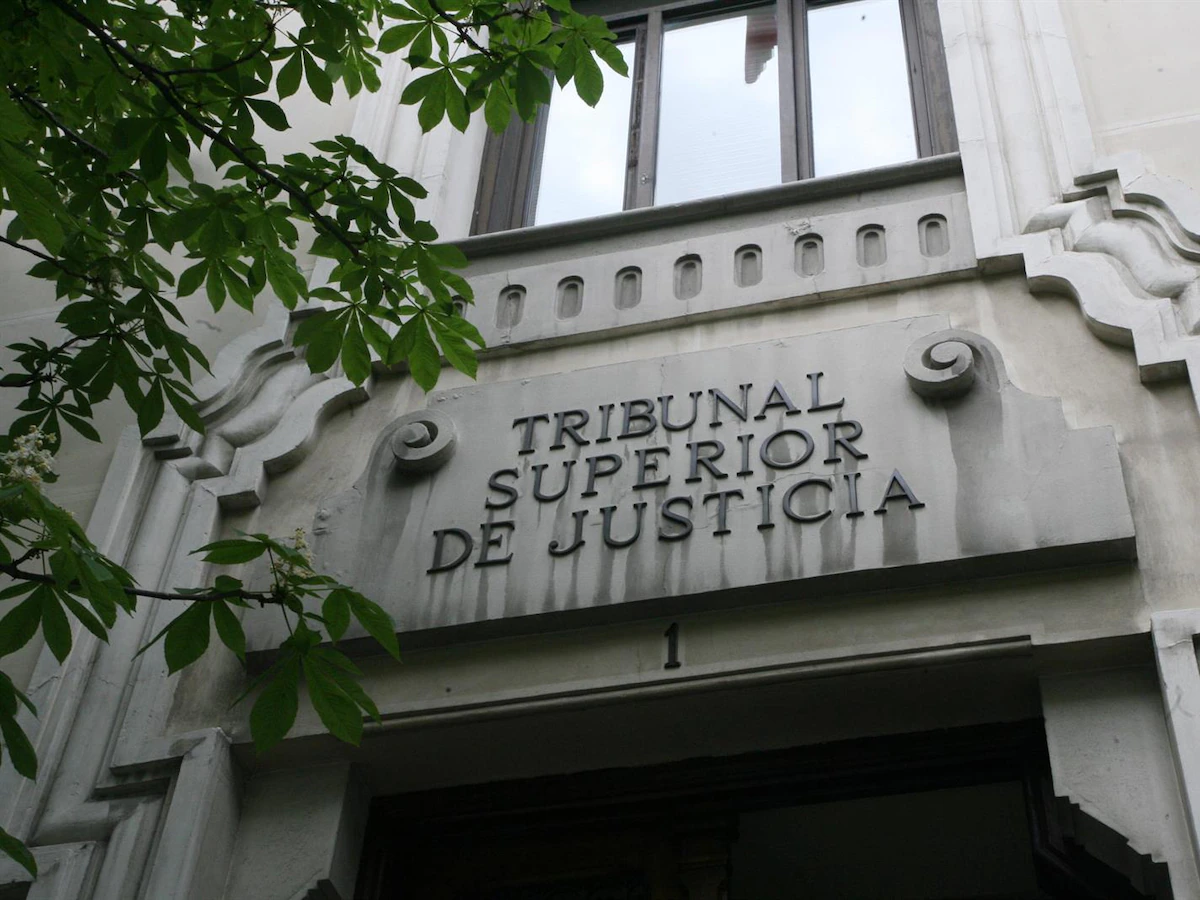 TRIBUNAL
SUPERIOR
DE JUSTICIA
1